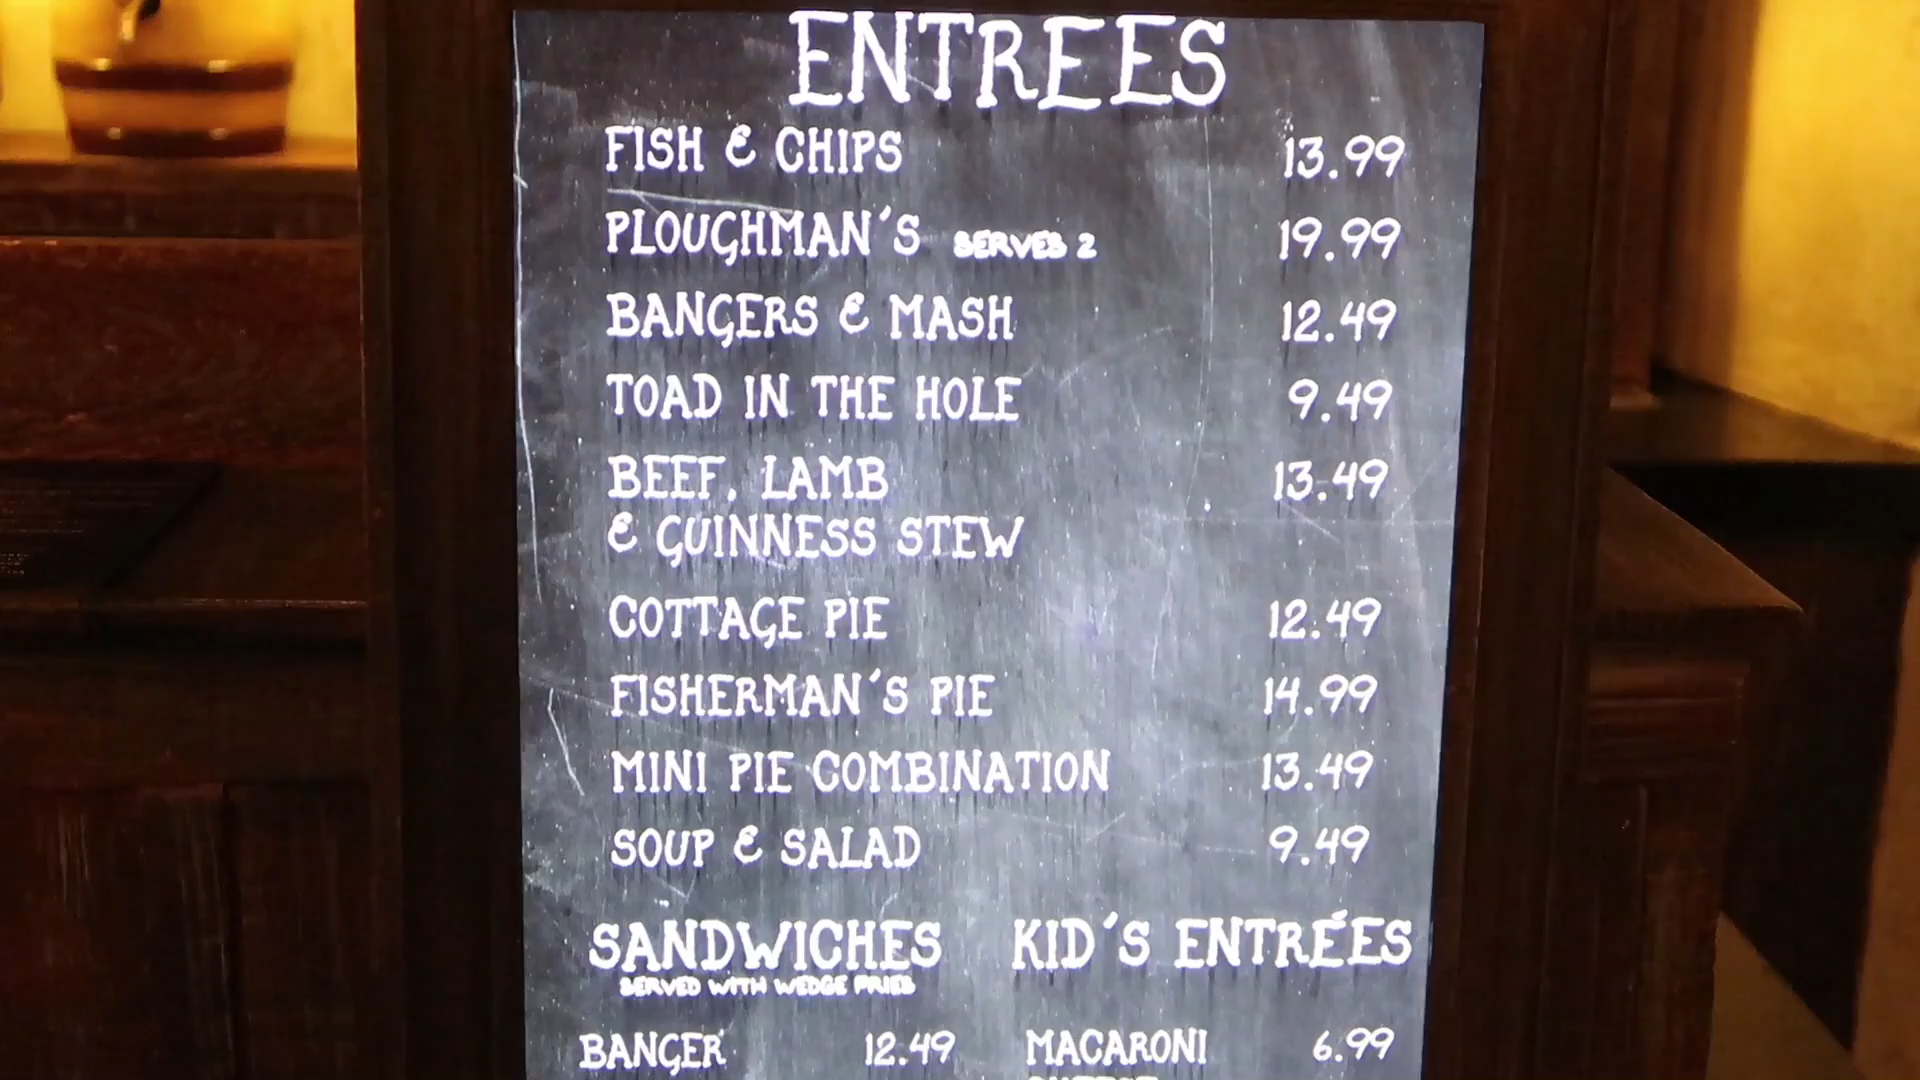 ENTREES
FISH & CHIPS 13.99
PLOUGHMAN'S SERVES 2 19.99
BANGERS & MASH 12.49
TOAD IN THE HOLE 9.49
BEEF, LAMB 13.49
& GUINNESS STEW
COTTAGE PIE 12.49
FISHERMAN'S PIE 14.99
MINI PIE COMBINATION 13.49
SOUP & SALAD 9.49
SANDWICHES
SERVED WITH WEDGE FRIES
BANGER 12.49
KID'S ENTRÉES
MACARONI 6.99